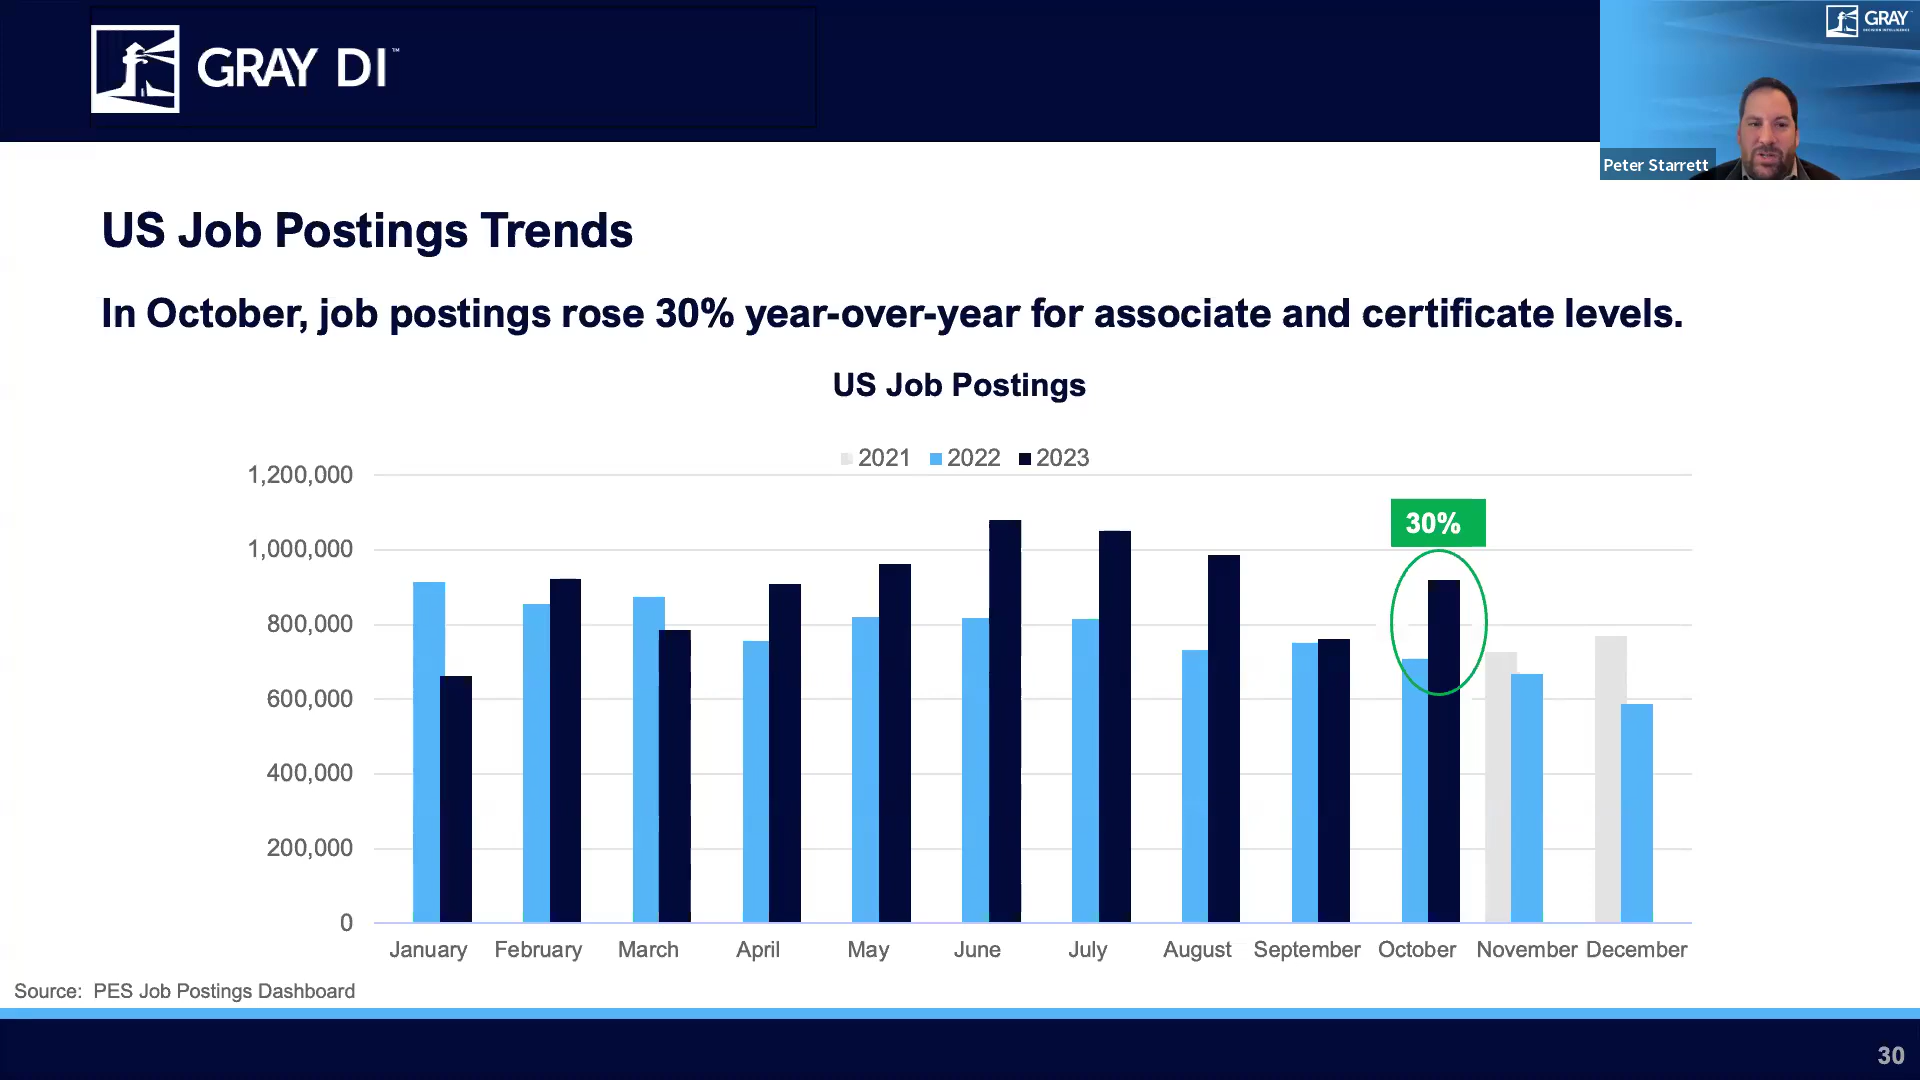 GRAY DI™
GRAY
Peter Starrett
US Job Postings Trends
In October, job postings rose 30% year-over-year for associate and certificate levels.
US Job Postings
2021 2022 2023
1,200,000
1,000,000
800,000
600,000
400,000
200,000
0
30%
January February March April May June July August September October November December
Source: PES Job Postings Dashboard
30